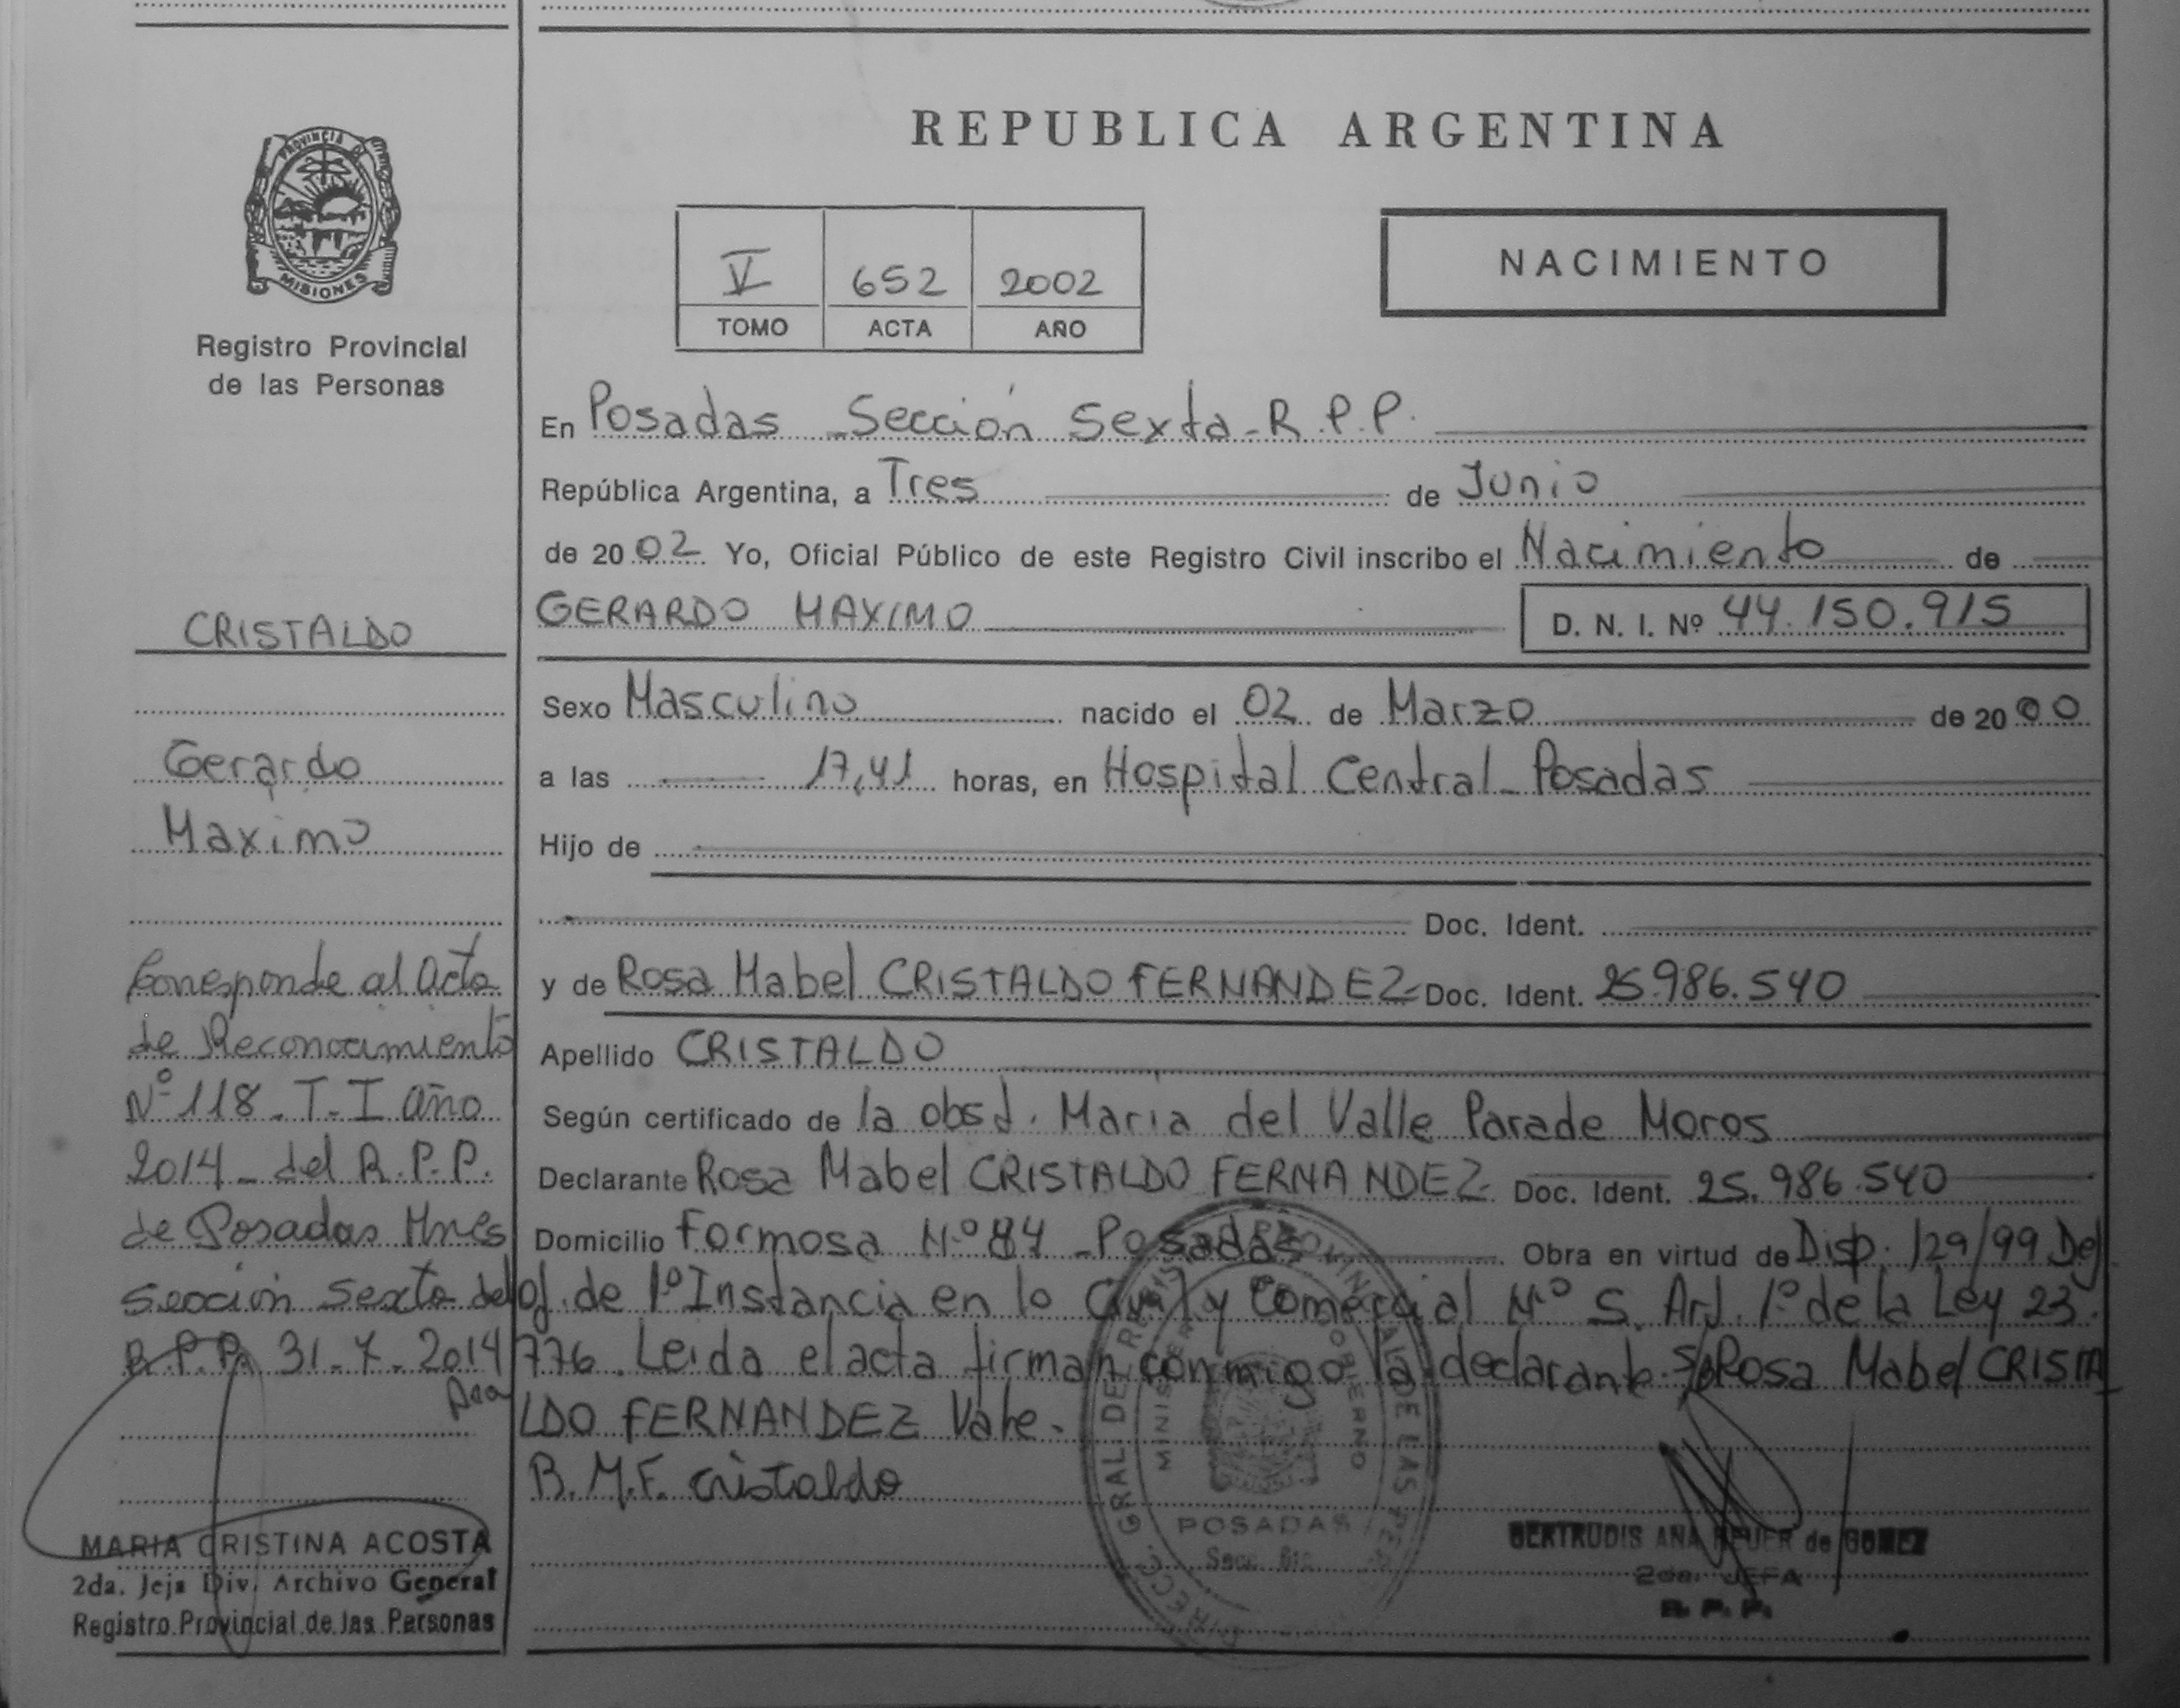 REPUBLICA ARGENTINA
PROVINCIA DE
MISIONES
Registro Provincial
de las Personas
V 652 2002
TOMO ACTA AÑO
NACIMIENTO
En Posadas - Sección Sexta - R.P.P.
República Argentina, a Tres de Junio
de 2002 Yo, Oficial Público de este Registro Civil inscribo el Nacimiento de
GERARDO MAXIMO D. N. I. Nº 44.150.915
Sexo Masculino nacido el 02 de Marzo de 2000
a las 17,41 horas, en Hospital Central - Posadas
Hijo de
Doc. Ident.
y de Rosa Mabel CRISTALDO FERNANDEZ - Doc. Ident. 25.986.540
Apellido CRISTALDO
Según certificado de la obst. Maria del Valle Parade Moros
Declarante Rosa Mabel CRISTALDO FERNANDEZ - Doc. Ident. 25.986.540
Domicilio Formosa Nº 84 - Posadas Obra en virtud de Disp. 129/99 Del
de 1º Instancia en lo Civil y Comercial Nº 5. Art. 1º de la Ley 23.
776. Leida el acta firman conmigo la declarante Rosa Mabel CRISTA
LDO FERNANDEZ Vale.
B.M.F. Cristaldo
POSADAS
GERTRUDIS ANA de GOMEZ
2da. JEFA
R. P. P.
CRISTALDO
Gerardo
Maximo
Corresponde al Acta
de Reconocimiento
Nº 118 - T-I año
2014 - del R.P.P.
de Posadas Mnes
Sección Sexta del
R.P.P. 31-7-2014
MARIA CRISTINA ACOSTA
2da. Jefa Div. Archivo General
Registro Provincial de las Personas